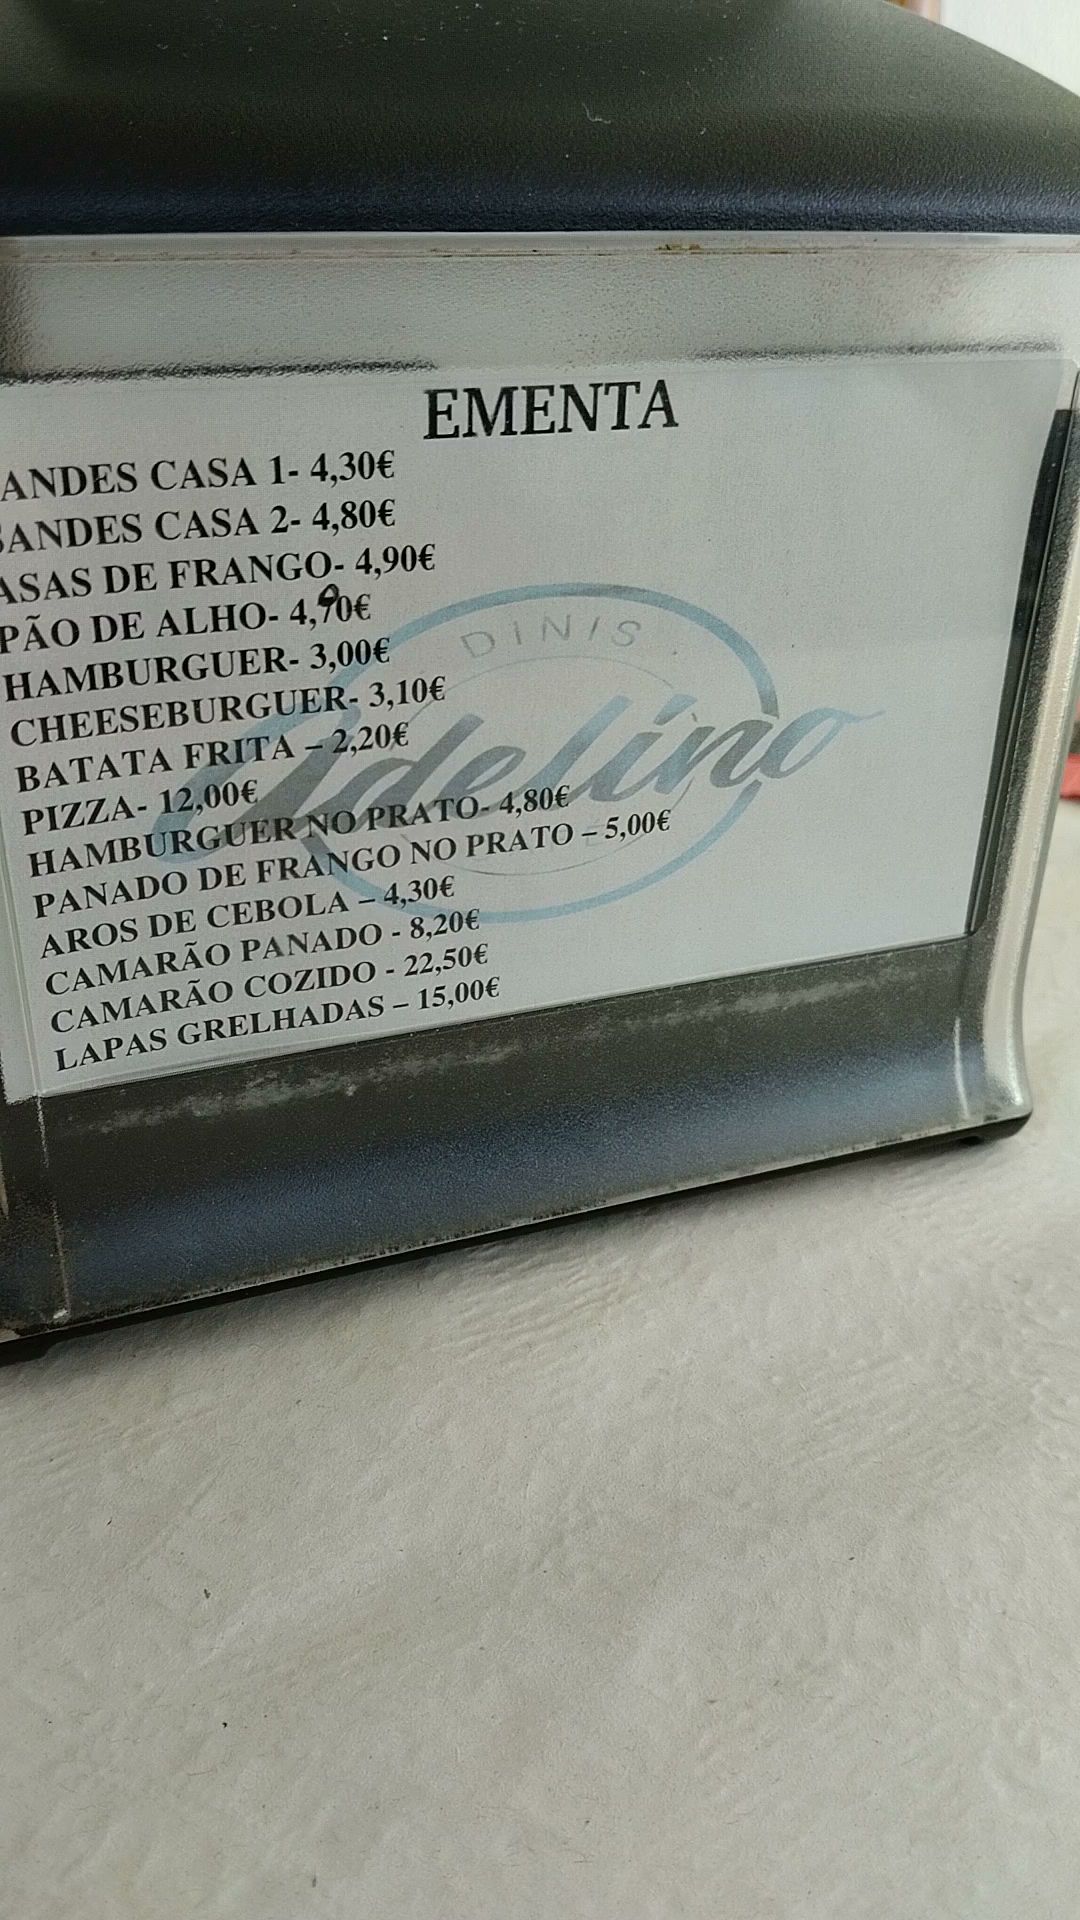 EMENTA
ANDES CASA 1- 4,30€
SANDES CASA 2- 4,80€
ASAS DE FRANGO- 4,90€
PÃO DE ALHO- 4,90€
HAMBURGUER- 3,00€
CHEESEBURGUER- 3,10€
BATATA FRITA – 2,20€
PIZZA- 12,00€
HAMBURGUER NO PRATO- 4,80€
PANADO DE FRANGO NO PRATO – 5,00€
AROS DE CEBOLA – 4,30€
CAMARÃO PANADO - 8,20€
CAMARÃO COZIDO - 22,50€
LAPAS GRELHADAS – 15,00€
DINIS
Adelino